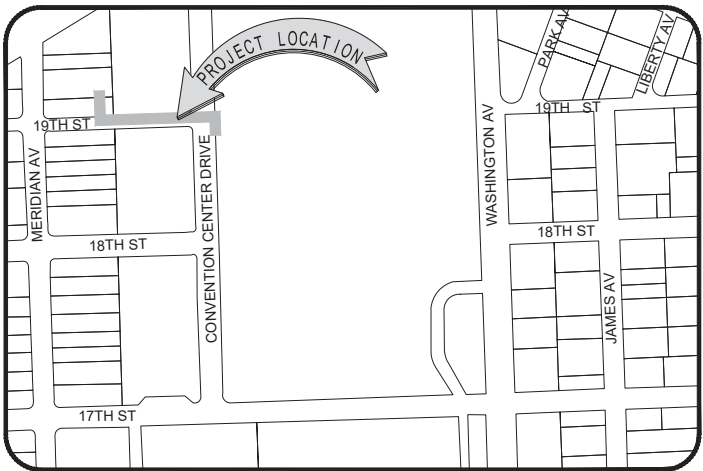 PROJECT LOCATION
PARK AV
LIBERTY AV
19TH ST
19TH ST
MERIDIAN AV
CONVENTION CENTER DRIVE
WASHINGTON AV
18TH ST
18TH ST
JAMES AV
17TH ST